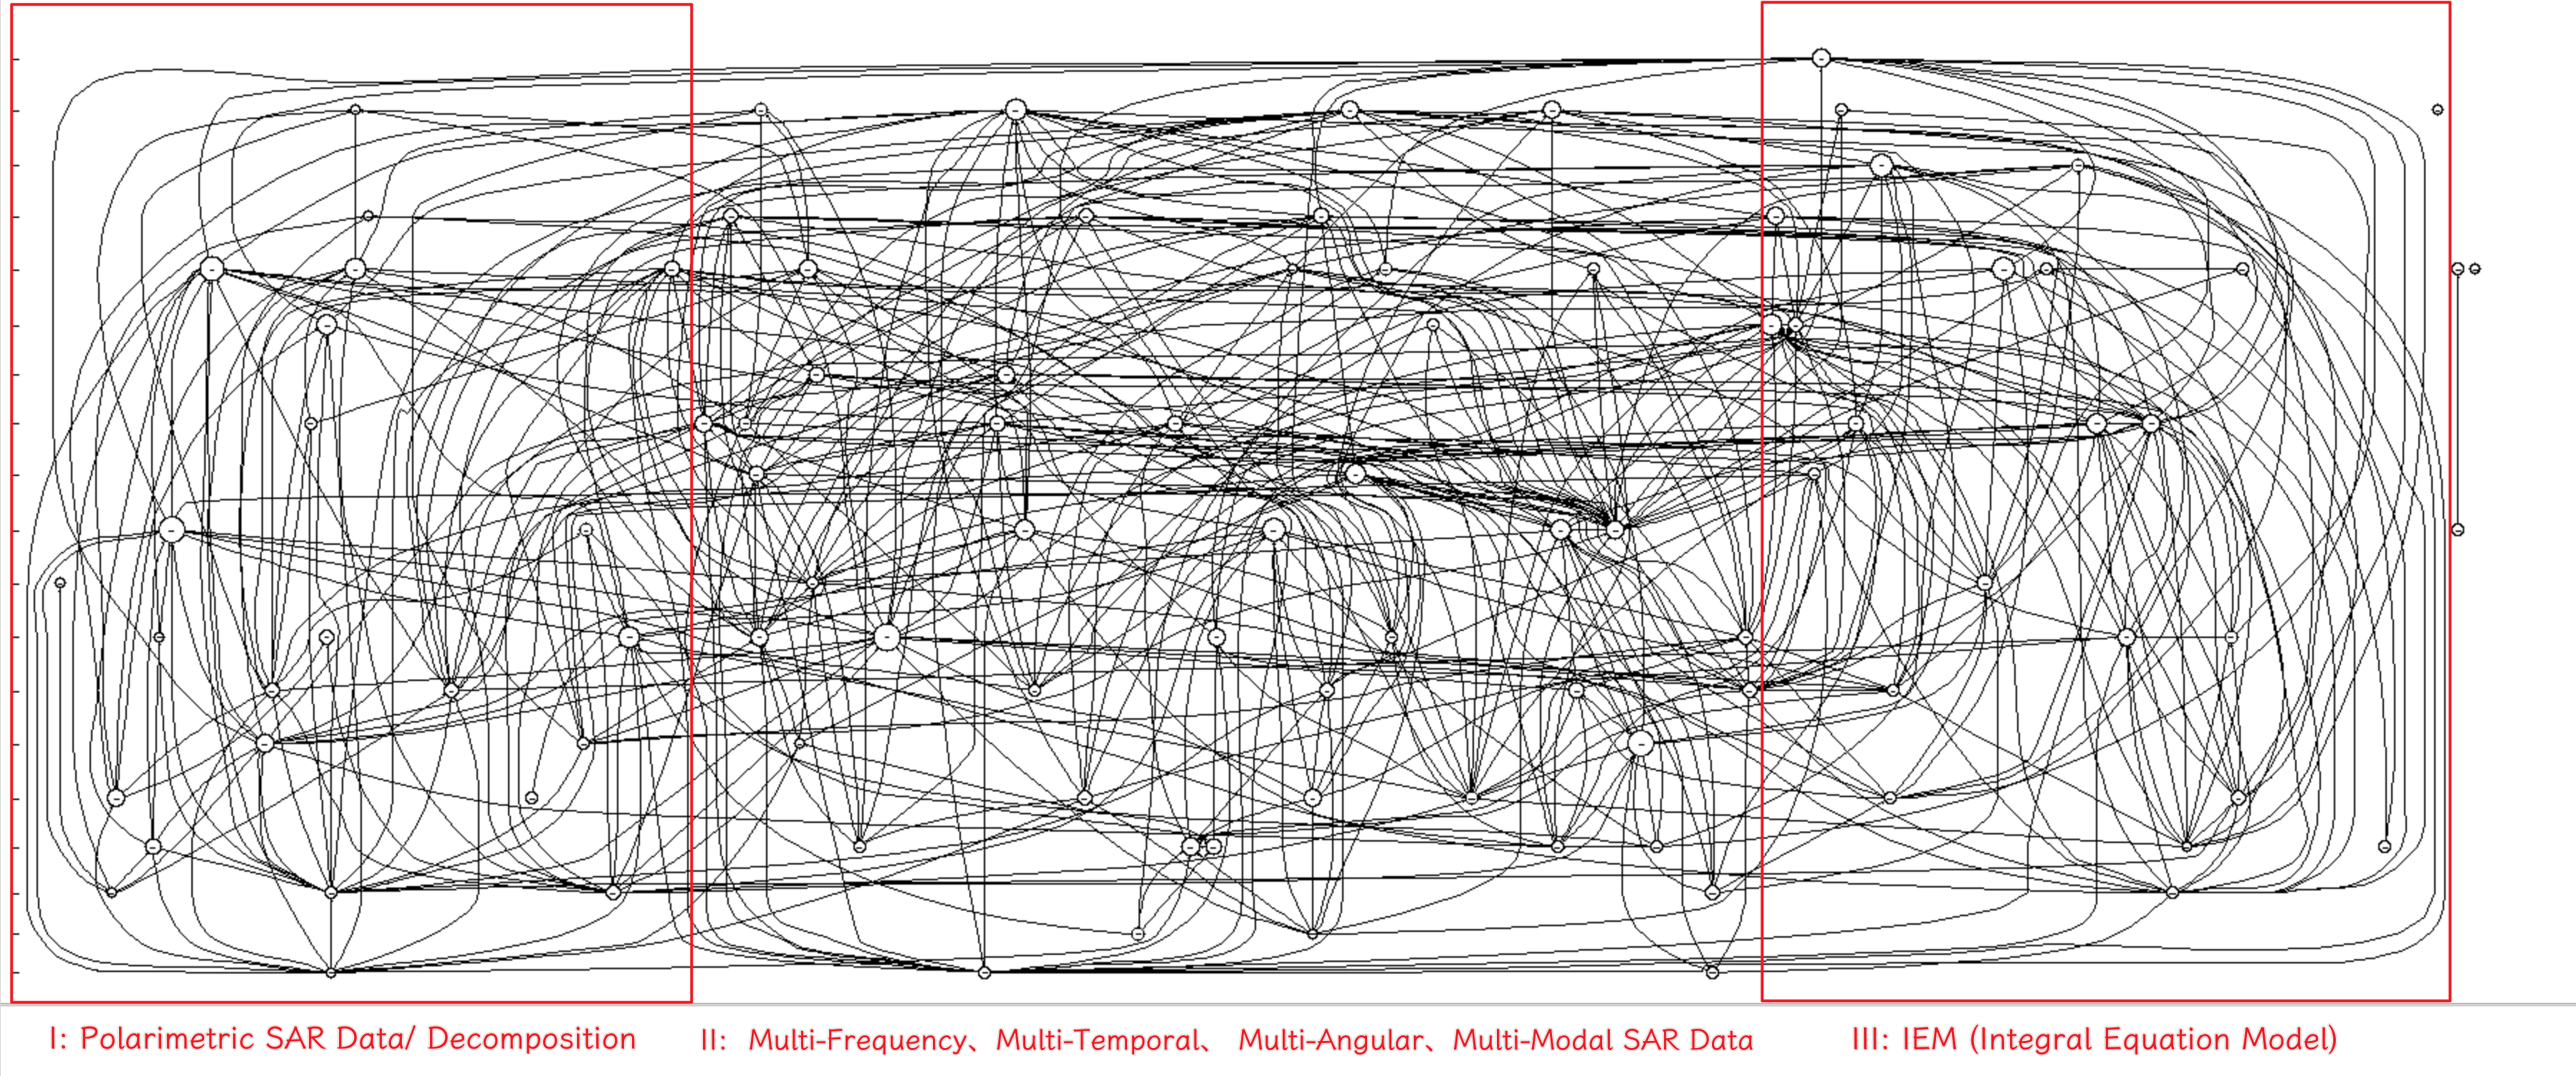 I: Polarimetric SAR Data/ Decomposition
II: Multi-Frequency、Multi-Temporal、 Multi-Angular、Multi-Modal SAR Data
III: IEM (Integral Equation Model)